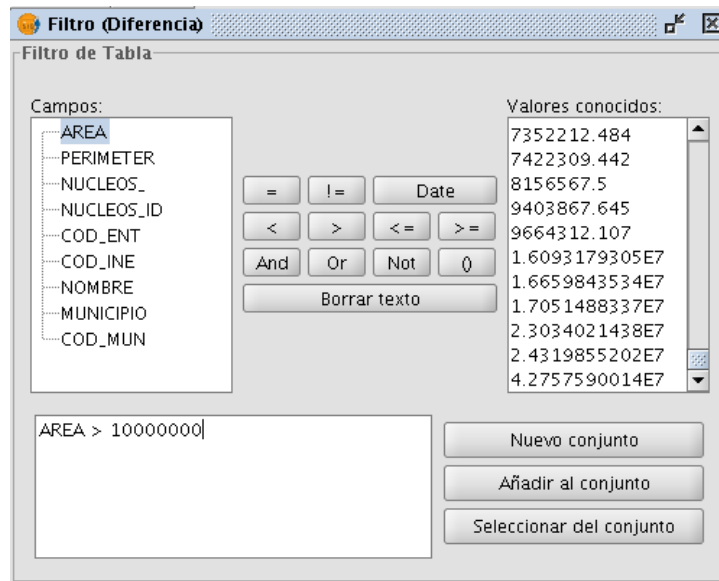 Filtro (Diferencia)
Filtro de Tabla
Campos:
AREA
PERIMETER
NUCLEOS_
NUCLEOS_ID
COD_ENT
COD_INE
NOMBRE
MUNICIPIO
COD_MUN
= != Date
< > <= >=
And Or Not ()
Borrar texto
Valores conocidos:
7352212.484
7422309.442
8156567.5
9403867.645
9664312.107
1.6093179305E7
1.6659843534E7
1.7051488337E7
2.3034021438E7
2.4319855202E7
4.2757590014E7
AREA > 10000000
Nuevo conjunto
Añadir al conjunto
Seleccionar del conjunto